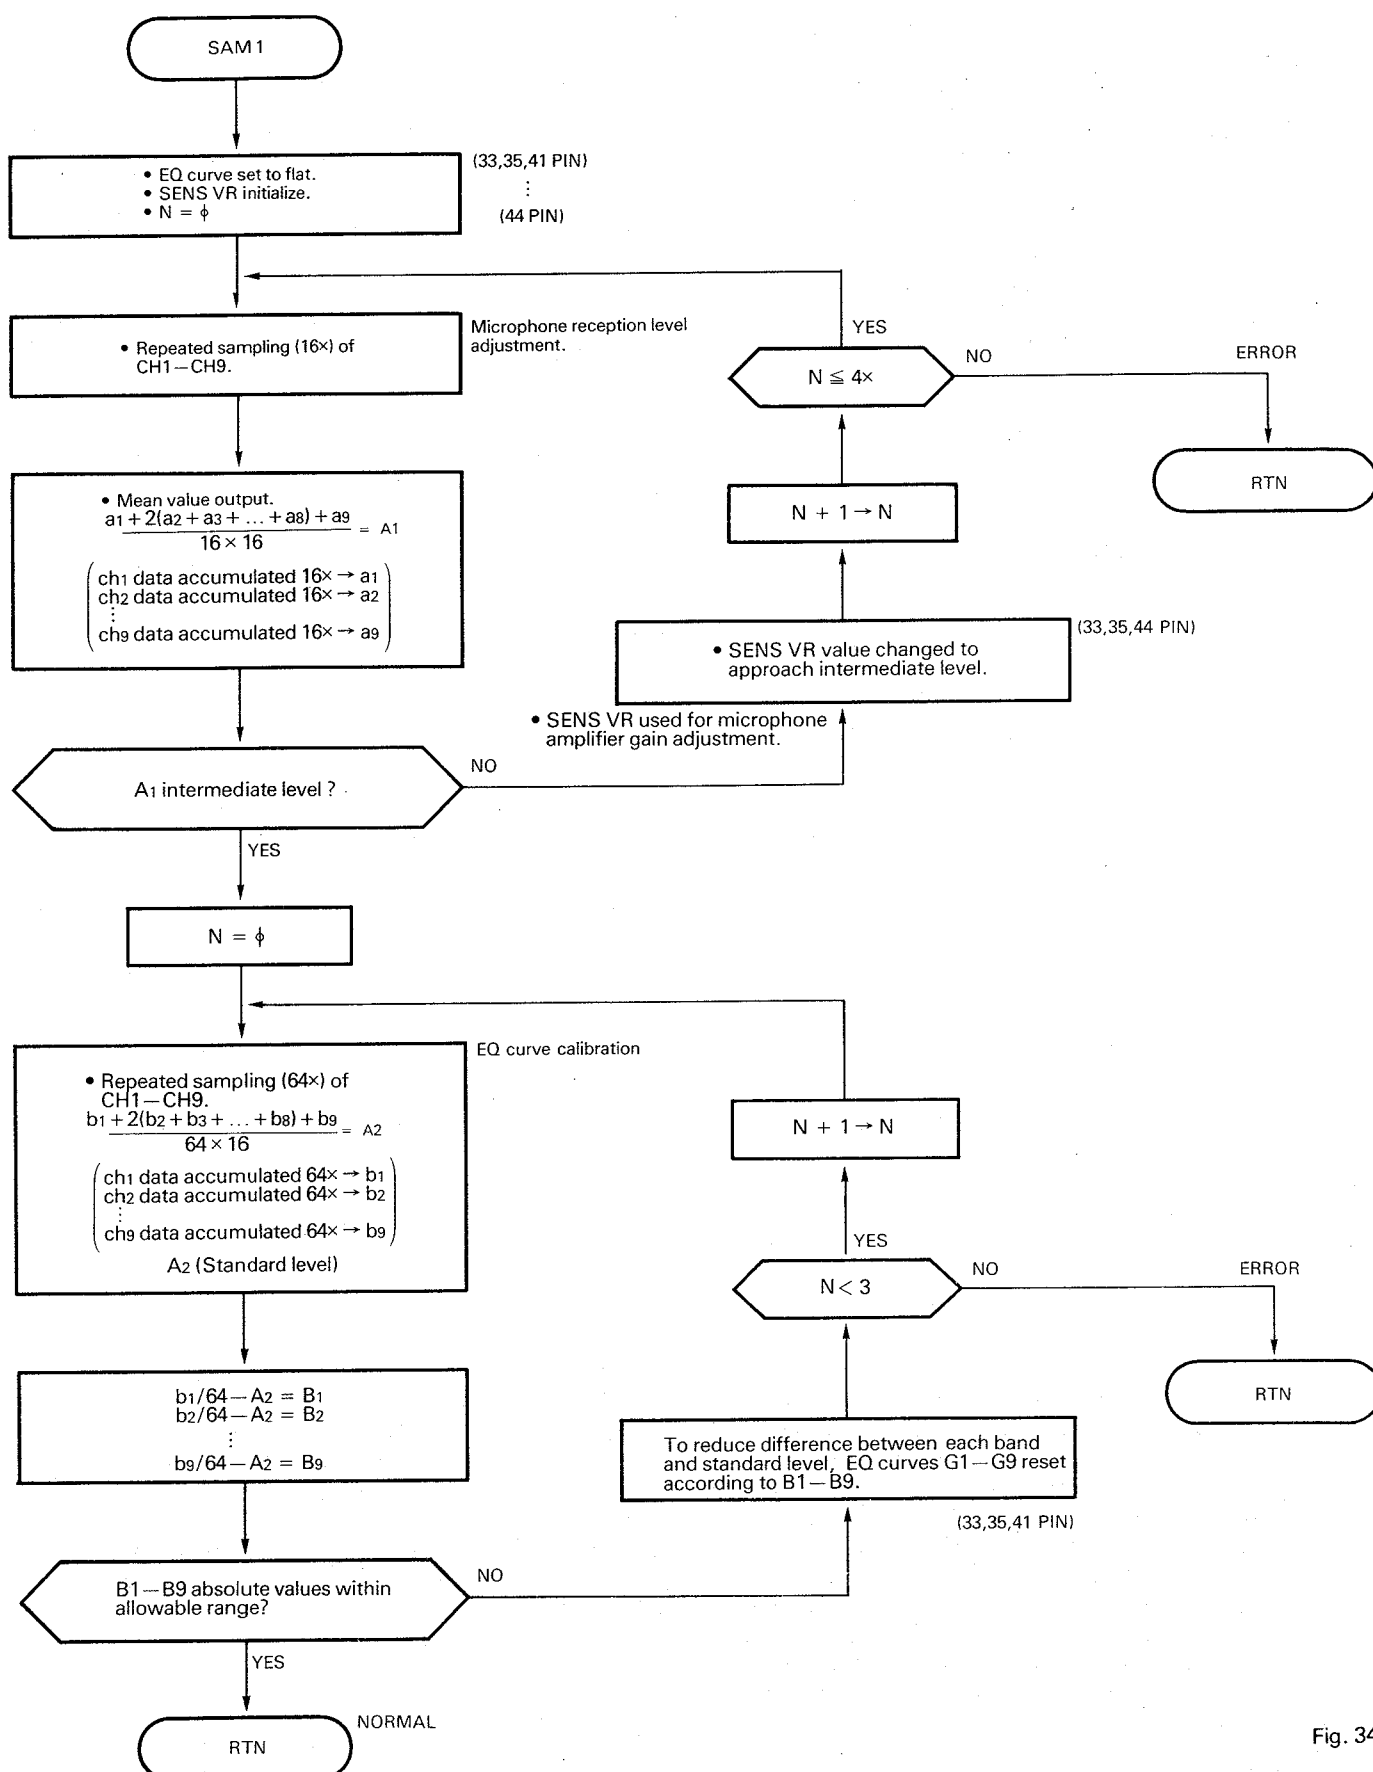 SAM1
• EQ curve set to flat.
• SENS VR initialize.
• N = ϕ
(33,35,41 PIN)
⋮
(44 PIN)
• Repeated sampling (16×) of
CH1—CH9.
Microphone reception level
adjustment.
YES
N ≦ 4×
NO
ERROR
RTN
N + 1 → N
• Mean value output.
a1 + 2(a2 + a3 + ... + a8) + a9
16 × 16
= A1
ch1 data accumulated 16× → a1
ch2 data accumulated 16× → a2
⋮
ch9 data accumulated 16× → a9
(33,35,44 PIN)
• SENS VR value changed to
approach intermediate level.
• SENS VR used for microphone
amplifier gain adjustment.
A1 intermediate level ?
NO
YES
N = ϕ
EQ curve calibration
• Repeated sampling (64×) of
CH1—CH9.
b1 + 2(b2 + b3 + ... + b8) + b9
64 × 16
= A2
ch1 data accumulated 64× → b1
ch2 data accumulated 64× → b2
⋮
ch9 data accumulated 64× → b9
A2 (Standard level)
N + 1 → N
YES
N < 3
NO
ERROR
RTN
b1/64 — A2 = B1
b2/64 — A2 = B2
⋮
b9/64 — A2 = B9
To reduce difference between each band
and standard level, EQ curves G1—G9 reset
according to B1—B9.
(33,35,41 PIN)
B1—B9 absolute values within
allowable range?
NO
YES
NORMAL
RTN
Fig. 34